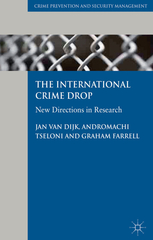 CRIME PREVENTION AND SECURITY MANAGEMENT
THE INTERNATIONAL
CRIME DROP
New Directions in Research
JAN VAN DIJK, ANDROMACHI
TSELONI AND GRAHAM FARRELL